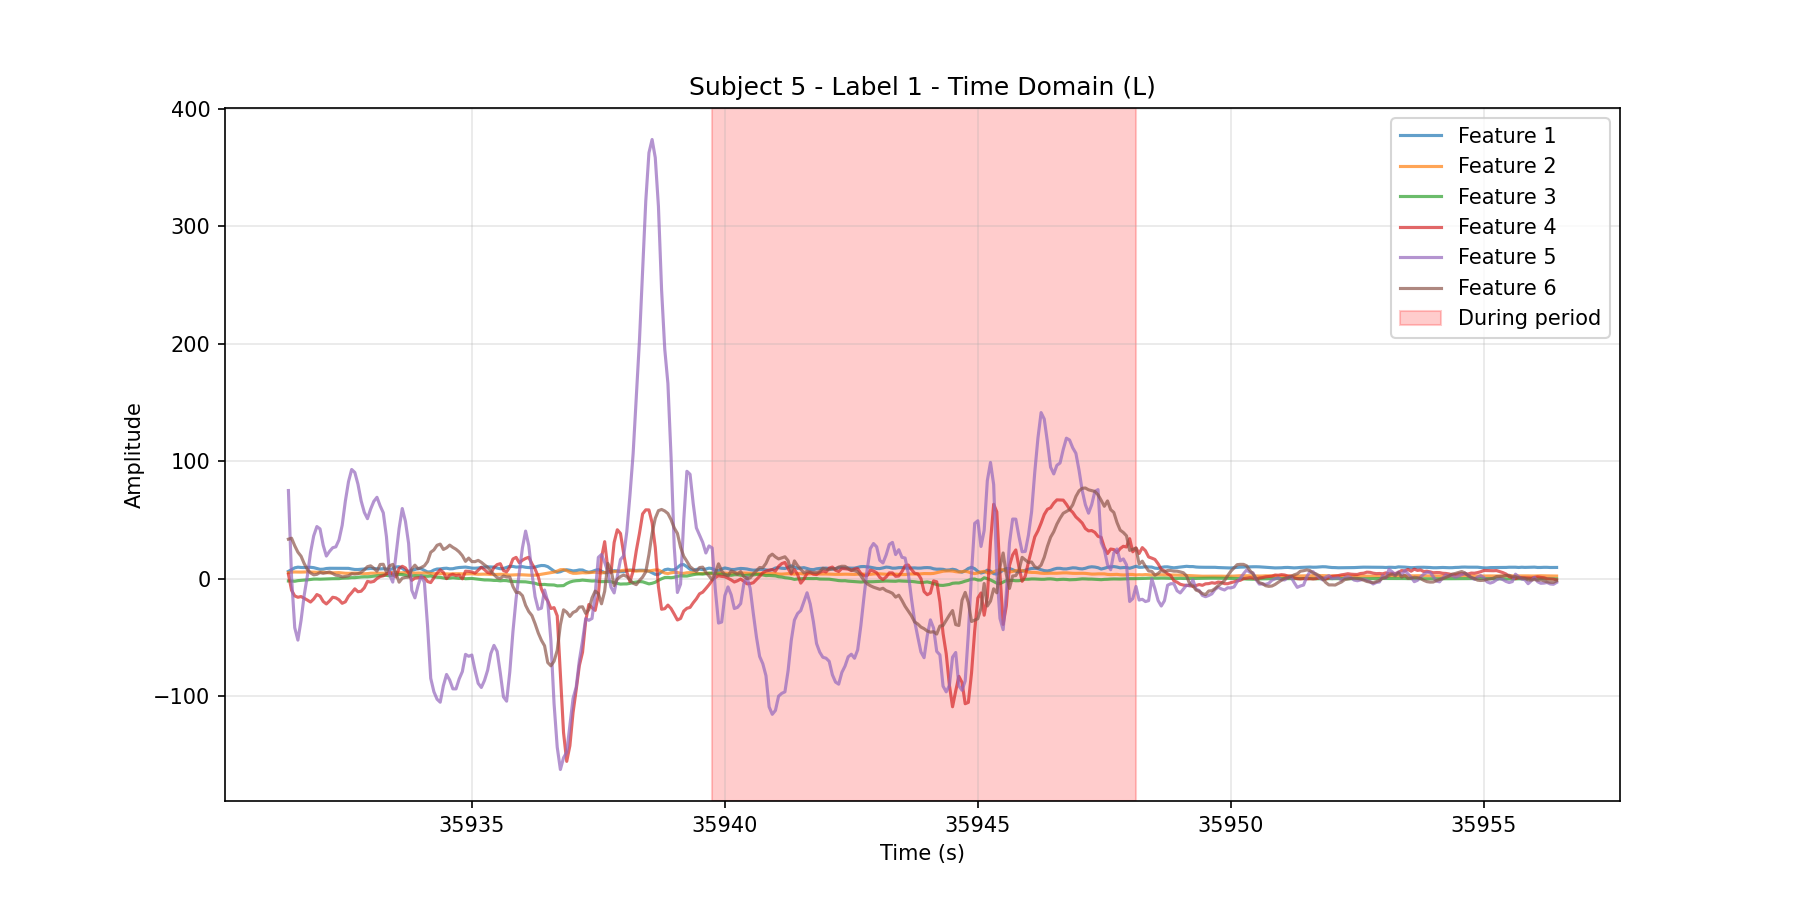 Subject 5 - Label 1 - Time Domain (L)
400
300
200
100
0
−100
Amplitude
35935
35940
35945
35950
35955
Time (s)
Feature 1
Feature 2
Feature 3
Feature 4
Feature 5
Feature 6
During period